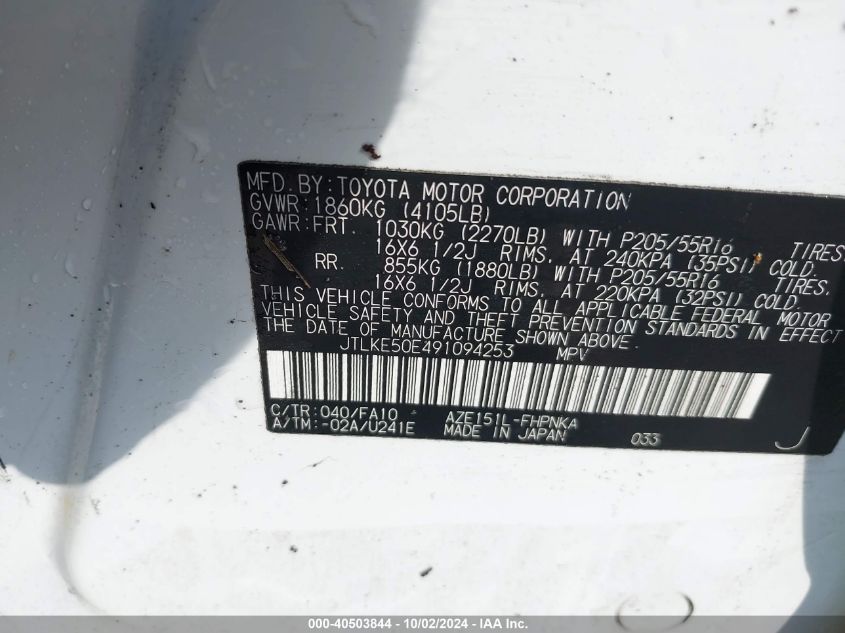 MFD. BY: TOYOTA MOTOR CORPORATION
GVWR: 1860KG (4105LB)
GAWR: FRT. 1030KG (2270LB) WITH P205/55R16 TIRES,
16X6 1/2J RIMS, AT 240KPA (35PSI) COLD.
RR. 855KG (1880LB) WITH P205/55R16 TIRES,
16X6 1/2J RIMS, AT 220KPA (32PSI) COLD.
THIS VEHICLE CONFORMS TO ALL APPLICABLE FEDERAL MOTOR
VEHICLE SAFETY AND THEFT PREVENTION STANDARDS IN EFFECT
THE DATE OF MANUFACTURE SHOWN ABOVE.
JTLKE50E491094253 MPV
C/TR: 040/FA10 AZE151L-FHPNKA
A/TM: -02A/U241E MADE IN JAPAN 033 J
000-40503844 - 10/02/2024 - IAA Inc.